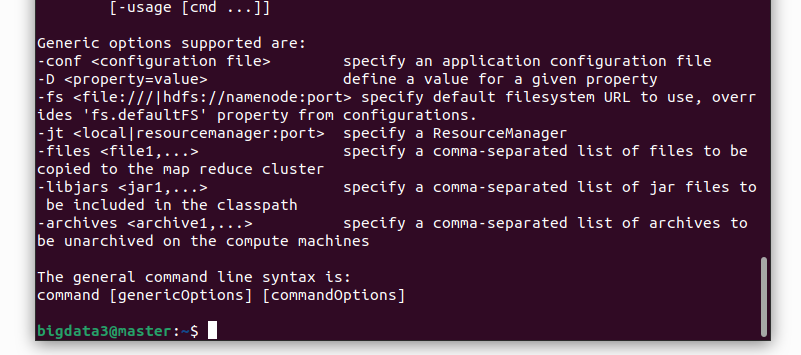 [-usage [cmd ...]]
Generic options supported are:
-conf <configuration file>        specify an application configuration file
-D <property=value>               define a value for a given property
-fs <file:///|hdfs://namenode:port> specify default filesystem URL to use, overr
ides 'fs.defaultFS' property from configurations.
-jt <local|resourcemanager:port>  specify a ResourceManager
-files <file1,...>                specify a comma-separated list of files to be
copied to the map reduce cluster
-libjars <jar1,...>               specify a comma-separated list of jar files to
 be included in the classpath
-archives <archive1,...>          specify a comma-separated list of archives to
be unarchived on the compute machines
The general command line syntax is:
command [genericOptions] [commandOptions]
bigdata3@master:~$